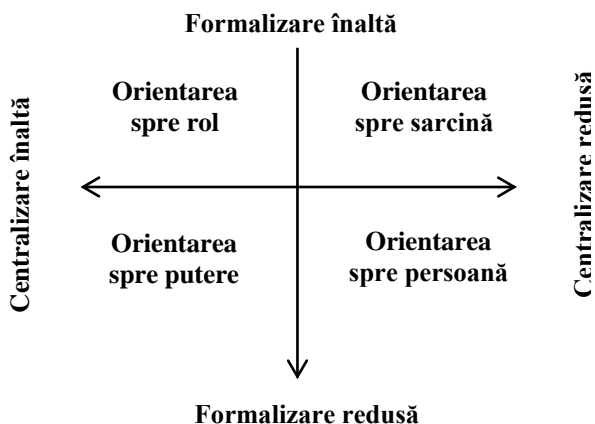 Formalizare înaltă
Orientarea
spre rol
Orientarea
spre sarcină
Centralizare înaltă
Centralizare redusă
Orientarea
spre putere
Orientarea
spre persoană
Formalizare redusă